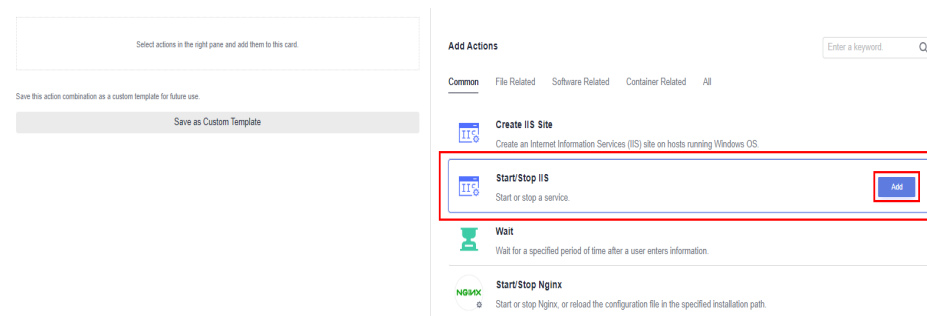 Select actions in the right pane and add them to this card.
Save this action combination as a custom template for future use.
Save as Custom Template
Add Actions
Enter a keyword.
Common File Related Software Related Container Related All
Create IIS Site
Create an Internet Information Services (IIS) site on hosts running Windows OS.
Start/Stop IIS
Start or stop a service.
Add
Wait
Wait for a specified period of time after a user enters information.
Start/Stop Nginx
Start or stop Nginx, or reload the configuration file in the specified installation path.
IIS
IIS
NGINX